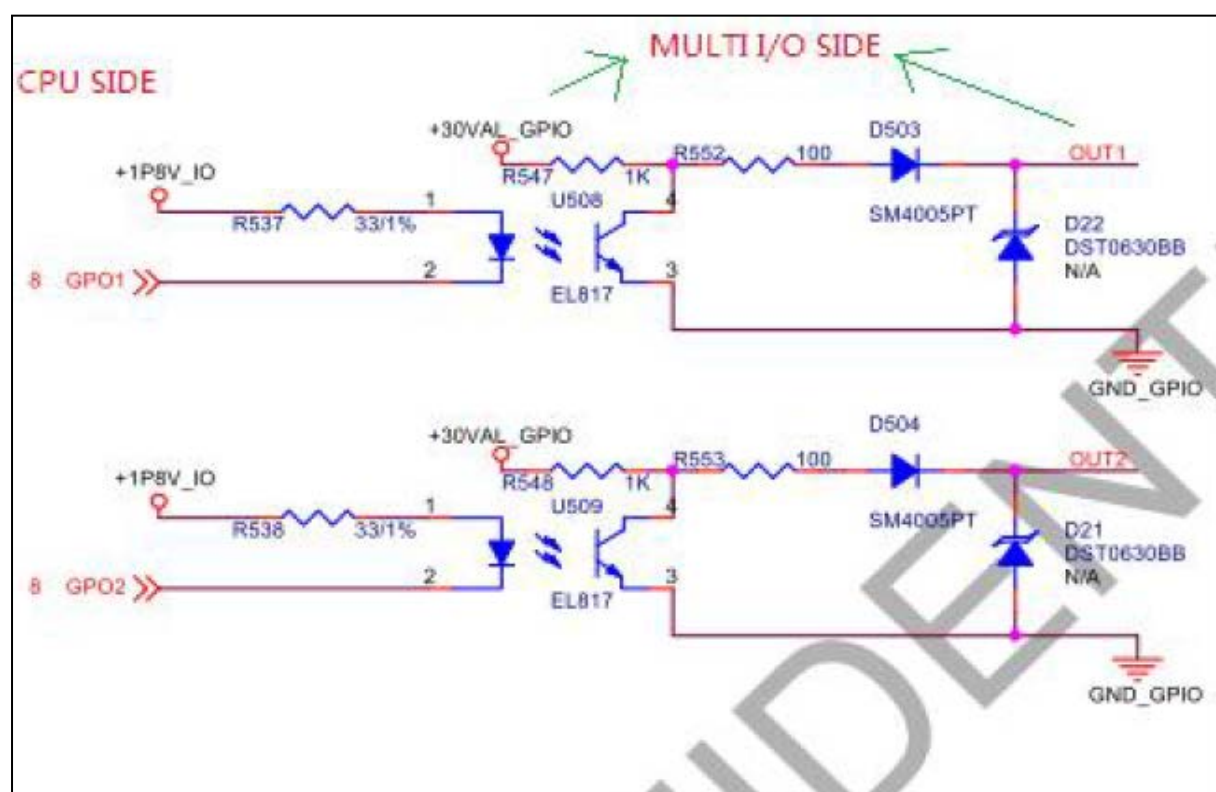 MULTI I/O SIDE
CPU SIDE
+30VAL_GPIO
D503
+1P8V_IO
R547
1K
R552
100
OUT1
R537
33/1%
1
U508
4
SM4005PT
D22
DST0630BB
N/A
8 GPO1
2
3
EL817
GND_GPIO
+30VAL_GPIO
D504
+1P8V_IO
R548
1K
R553
100
OUT2
R538
33/1%
1
U509
4
SM4005PT
D21
DST0630BB
N/A
8 GPO2
2
3
EL817
GND_GPIO
IDENT